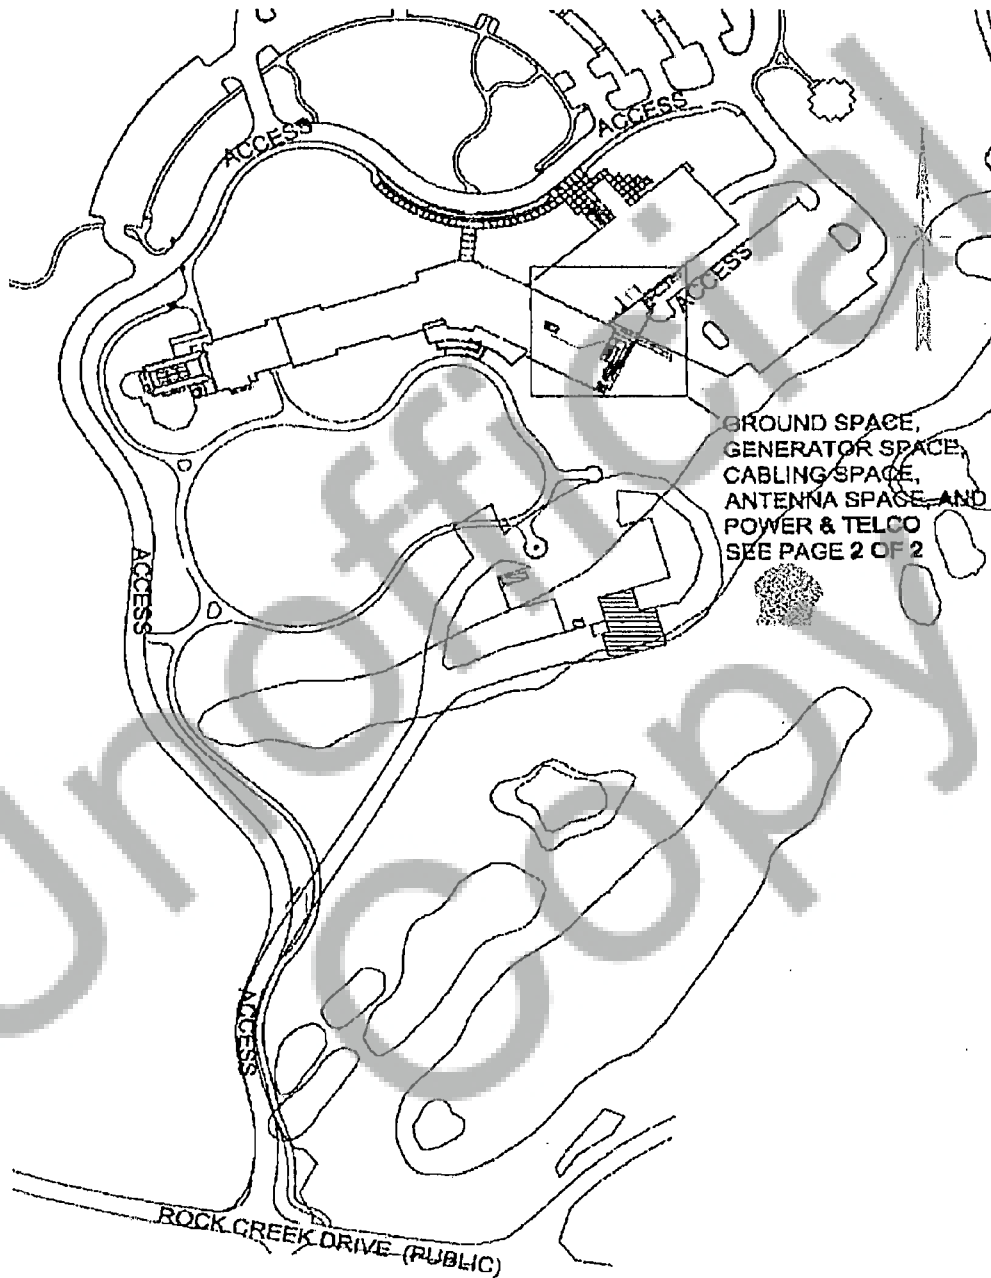 ACCESS
ACCESS
ACCESS
GROUND SPACE,
GENERATOR SPACE,
CABLING SPACE,
ANTENNA SPACE, AND
POWER & TELCO
SEE PAGE 2 OF 2
ACCESS
ACCESS
ROCK CREEK DRIVE (PUBLIC)
Unofficial
Copy